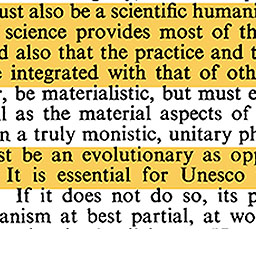 ust also be a scientific humani
science provides most of th
d also that the practice and t
e integrated with that of oth
, be materialistic, but must e
l as the material aspects of
n a truly monistic, unitary ph
st be an evolutionary as opp
It is essential for Unesco
If it does not do so, its p
anism at best partial, at wo